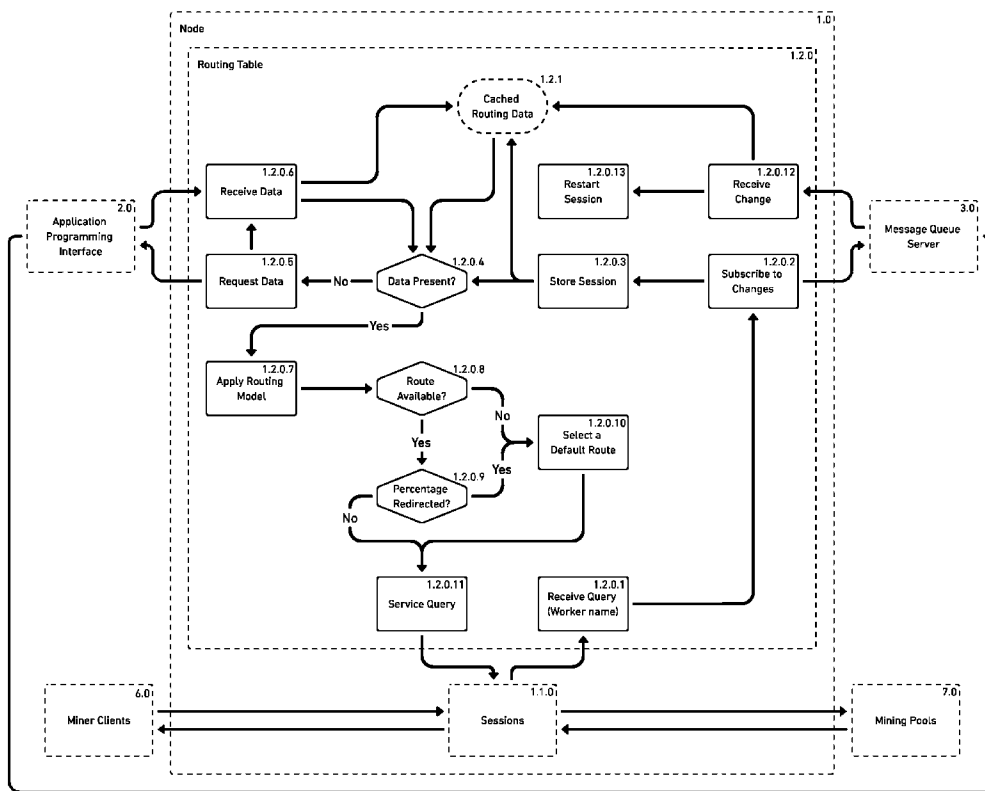 1.0
Node
1.2.0
Routing Table
1.2.1
Cached
Routing Data
1.2.0.6
Receive Data
1.2.0.13
Restart
Session
1.2.0.12
Receive
Change
2.0
Application
Programming
Interface
3.0
Message Queue
Server
1.2.0.5
Request Data
No
1.2.0.4
Data Present?
1.2.0.3
Store Session
1.2.0.2
Subscribe to
Changes
Yes
1.2.0.7
Apply Routing
Model
1.2.0.8
Route
Available?
No
1.2.0.10
Select a
Default Route
Yes
Yes
1.2.0.9
Percentage
Redirected?
No
1.2.0.11
Service Query
1.2.0.1
Receive Query
(Worker name)
6.0
Miner Clients
1.1.0
Sessions
7.0
Mining Pools